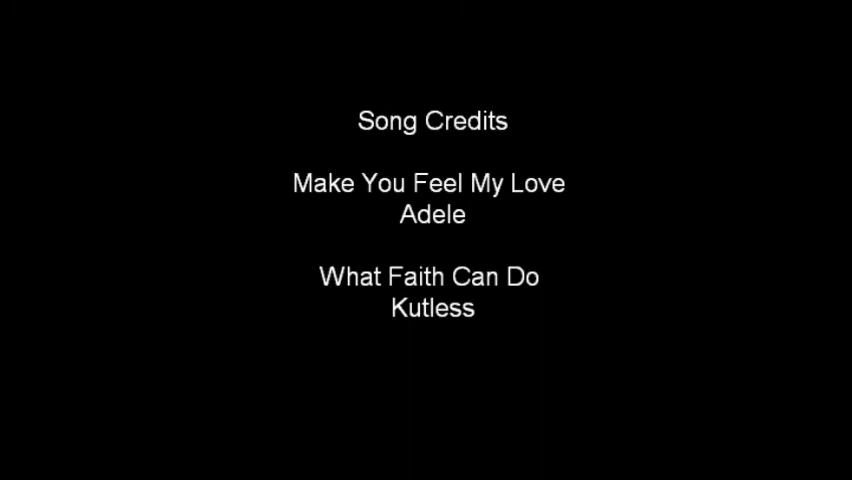 Song Credits
Make You Feel My Love
Adele
What Faith Can Do
Kutless